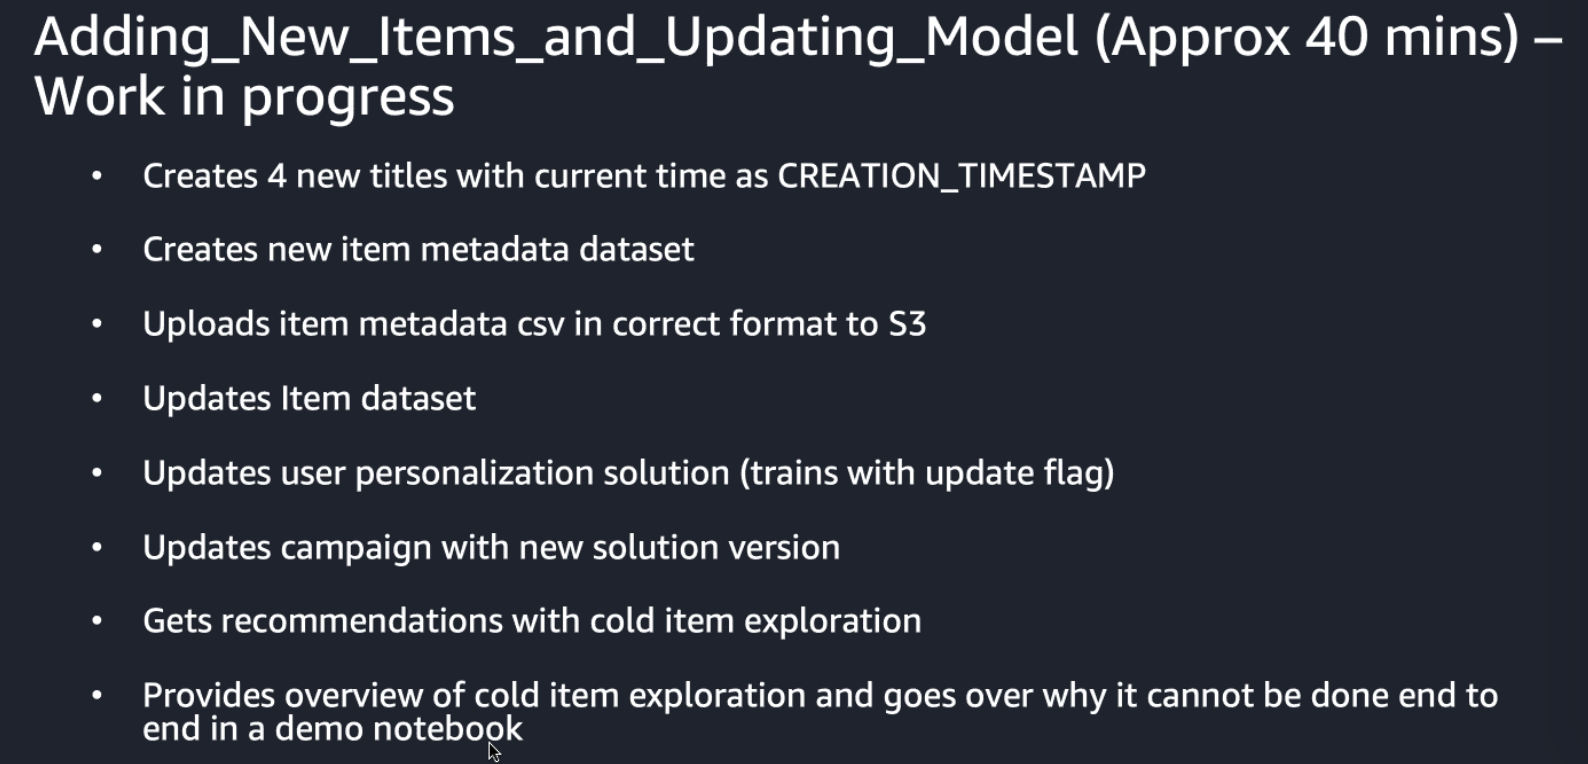 Adding_New_Items_and_Updating_Model (Approx 40 mins) –
Work in progress
• Creates 4 new titles with current time as CREATION_TIMESTAMP
• Creates new item metadata dataset
• Uploads item metadata csv in correct format to S3
• Updates Item dataset
• Updates user personalization solution (trains with update flag)
• Updates campaign with new solution version
• Gets recommendations with cold item exploration
• Provides overview of cold item exploration and goes over why it cannot be done end to
end in a demo notebook